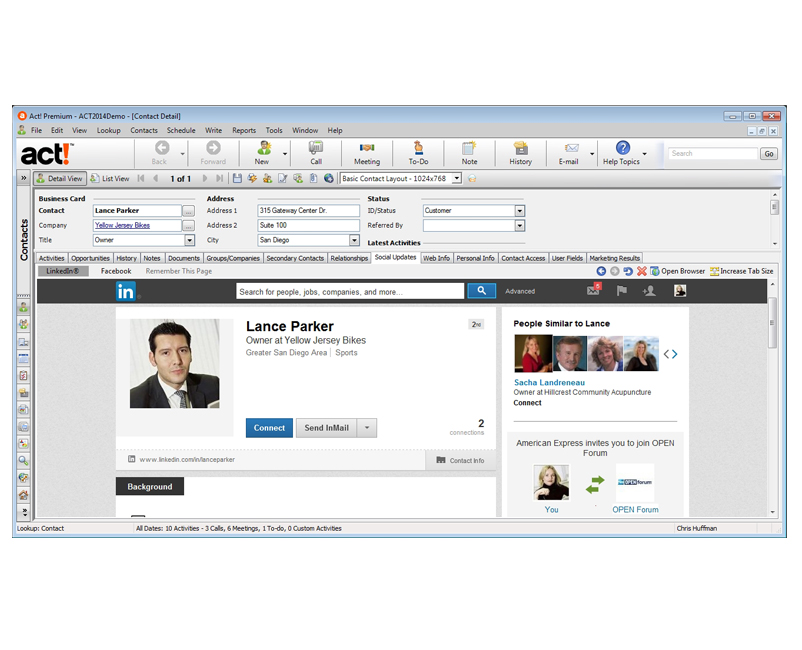 Act! Premium - ACT2014Demo - [Contact Detail]
File Edit View Lookup Contacts Schedule Write Reports Tools Window Help
act!™
Back Forward New Call Meeting To-Do Note History E-mail Help Topics Search Go
Detail View List View 1 of 1 Basic Contact Layout - 1024x768
Contacts
Business Card Address Status
Contact Lance Parker ... Address 1 315 Gateway Center Dr. ID/Status Customer
Company Yellow Jersey Bikes ... Address 2 Suite 100 Referred By
Title Owner City San Diego
Latest Activities
Activities Opportunities History Notes Documents Groups/Companies Secondary Contacts Relationships Social Updates Web Info Personal Info Contact Access User Fields Marketing Results
LinkedIn® Facebook Remember This Page Open Browser Increase Tab Size
in Search for people, jobs, companies, and more... Advanced
Lance Parker
2ND
Owner at Yellow Jersey Bikes
Greater San Diego Area | Sports
Connect Send InMail
2
connections
www.linkedin.com/in/lanceparker
Contact Info
Background
People Similar to Lance
Sacha Landreneau
Owner at Hillcrest Community Acupuncture
Connect
American Express invites you to join OPEN
Forum
OPEN forum
You OPEN Forum
Lookup: Contact All Dates: 10 Activities - 3 Calls, 6 Meetings, 1 To-do, 0 Custom Activities Chris Huffman